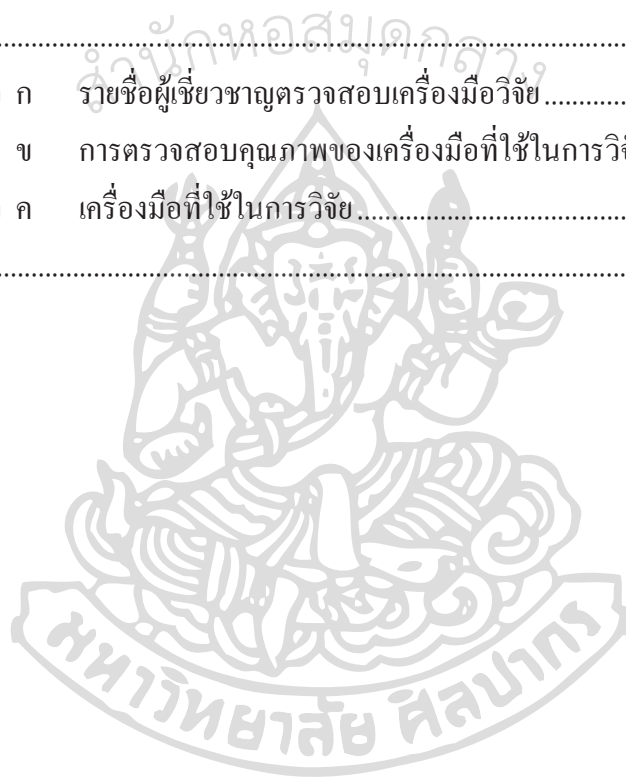 สำนักหอสมุดกลาง
ก รายชื่อผู้เชี่ยวชาญตรวจสอบเครื่องมือวิจัย
ข การตรวจสอบคุณภาพของเครื่องมือที่ใช้ในการวิจ
ค เครื่องมือที่ใช้ในการวิจัย
มหาวิทยาลัย ศิลปากร